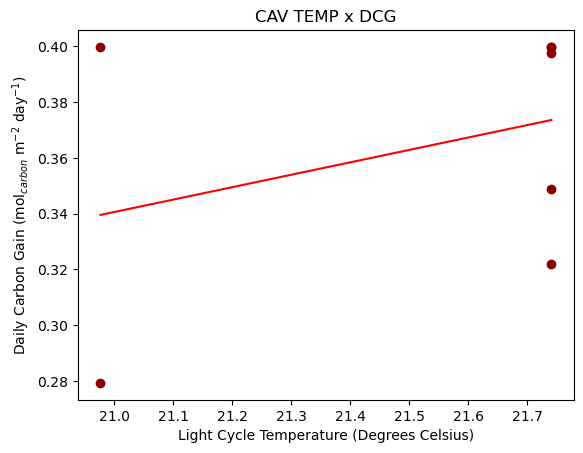 CAV TEMP x DCG
Daily Carbon Gain (mol_carbon m⁻² day⁻¹)
0.40
0.38
0.36
0.34
0.32
0.30
0.28
21.0 21.1 21.2 21.3 21.4 21.5 21.6 21.7
Light Cycle Temperature (Degrees Celsius)